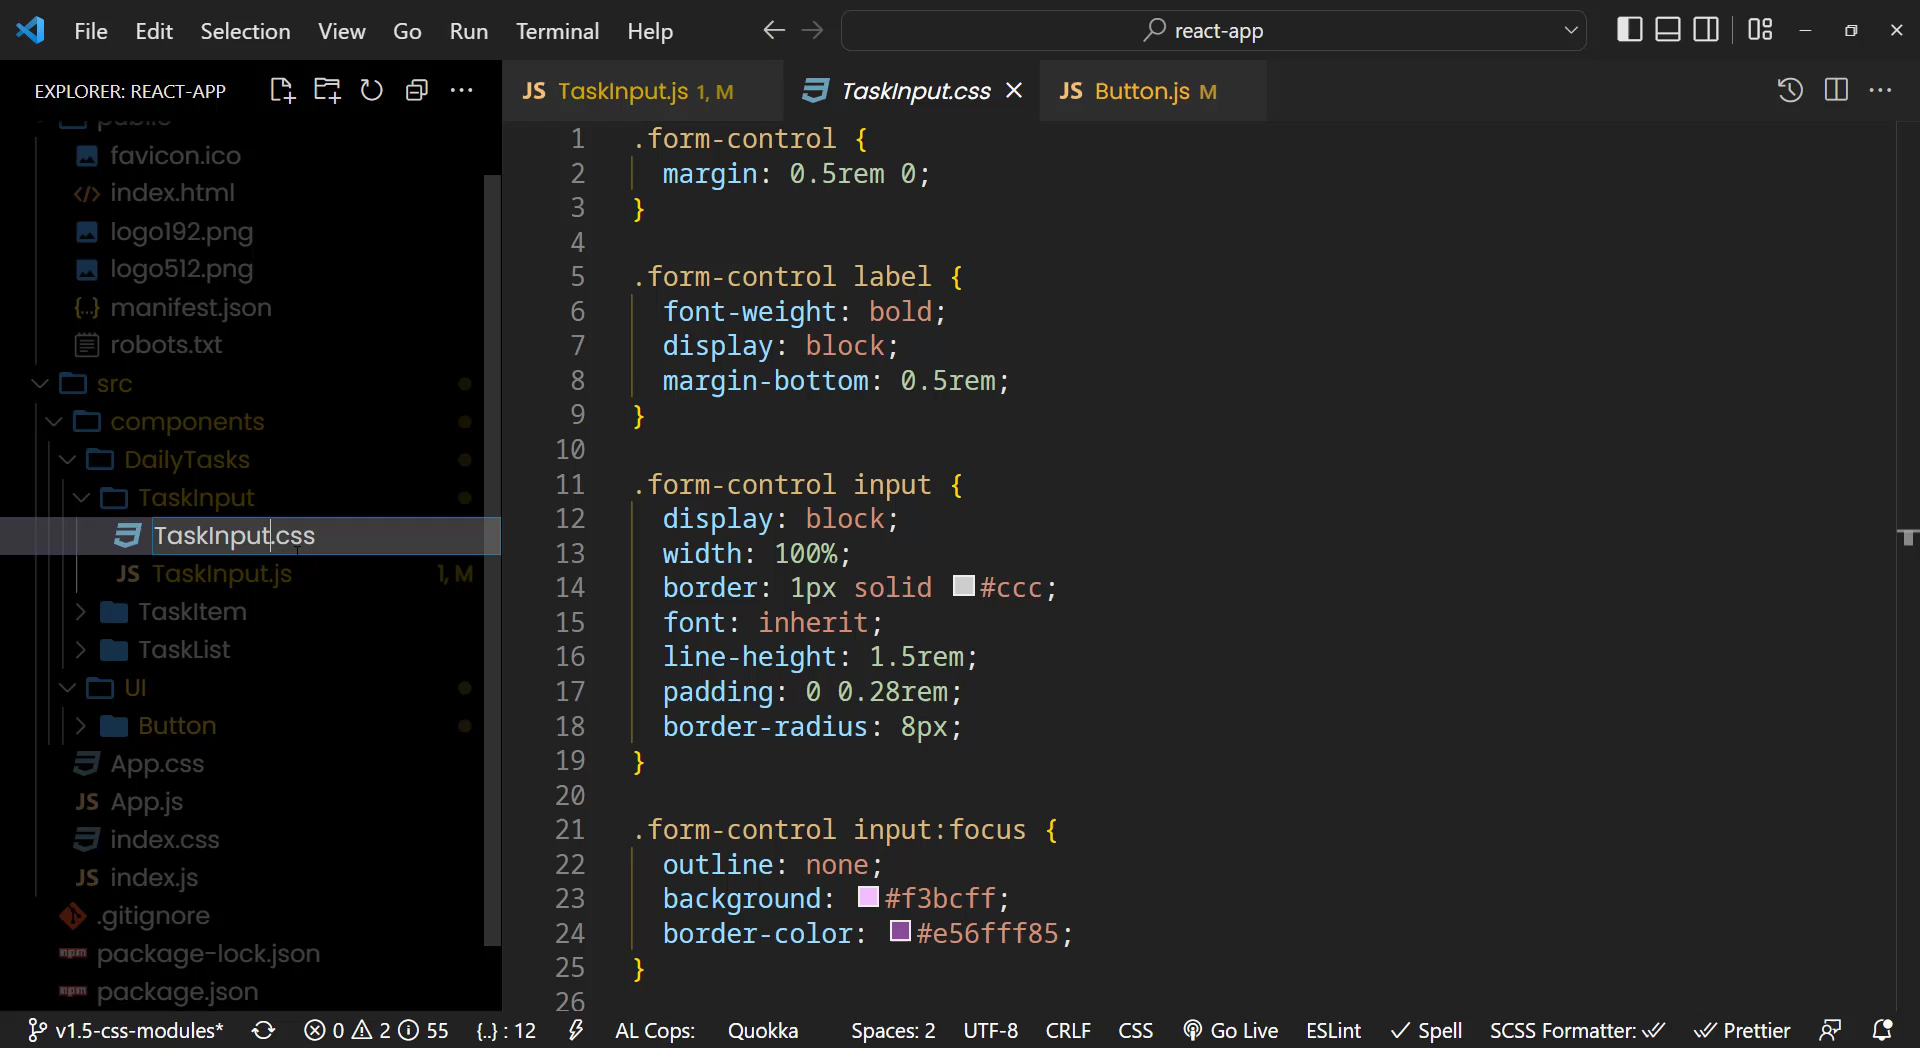 File Edit Selection View Go Run Terminal Help
react-app
EXPLORER: REACT-APP
public
favicon.ico
index.html
logo192.png
logo512.png
manifest.json
robots.txt
src
components
DailyTasks
TaskInput
TaskInput.css
JS TaskInput.js 1, M
TaskItem
TaskList
UI
Button
App.css
JS App.js
index.css
JS index.js
.gitignore
package-lock.json
package.json
JS TaskInput.js 1, M
TaskInput.css
JS Button.js M
1 .form-control {
2 margin: 0.5rem 0;
3 }
4
5 .form-control label {
6 font-weight: bold;
7 display: block;
8 margin-bottom: 0.5rem;
9 }
10
11 .form-control input {
12 display: block;
13 width: 100%;
14 border: 1px solid #ccc;
15 font: inherit;
16 line-height: 1.5rem;
17 padding: 0 0.28rem;
18 border-radius: 8px;
19 }
20
21 .form-control input:focus {
22 outline: none;
23 background: #f3bcff;
24 border-color: #e56fff85;
25 }
26
v1.5-css-modules* 0 2 55 {..} : 12 AL Cops: Quokka Spaces: 2 UTF-8 CRLF CSS Go Live ESLint Spell SCSS Formatter: Prettier